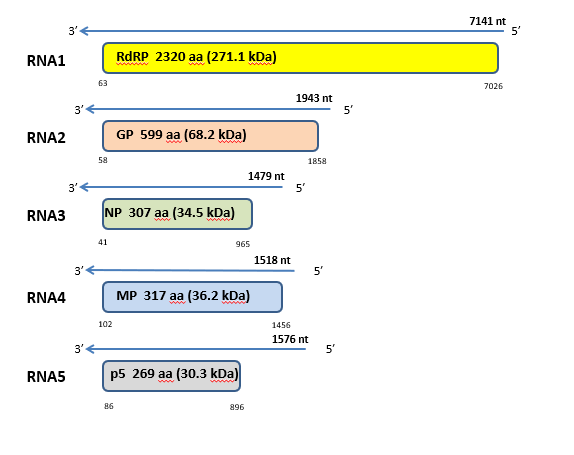 7141 nt
3′ 5′
RNA1 RdRP 2320 aa (271.1 kDa)
63 7026
1943 nt
3′ 5′
RNA2 GP 599 aa (68.2 kDa)
58 1858
1479 nt
3′ 5′
RNA3 NP 307 aa (34.5 kDa)
41 965
1518 nt
3′ 5′
RNA4 MP 317 aa (36.2 kDa)
102 1456
1576 nt
3′ 5′
RNA5 p5 269 aa (30.3 kDa)
86 896